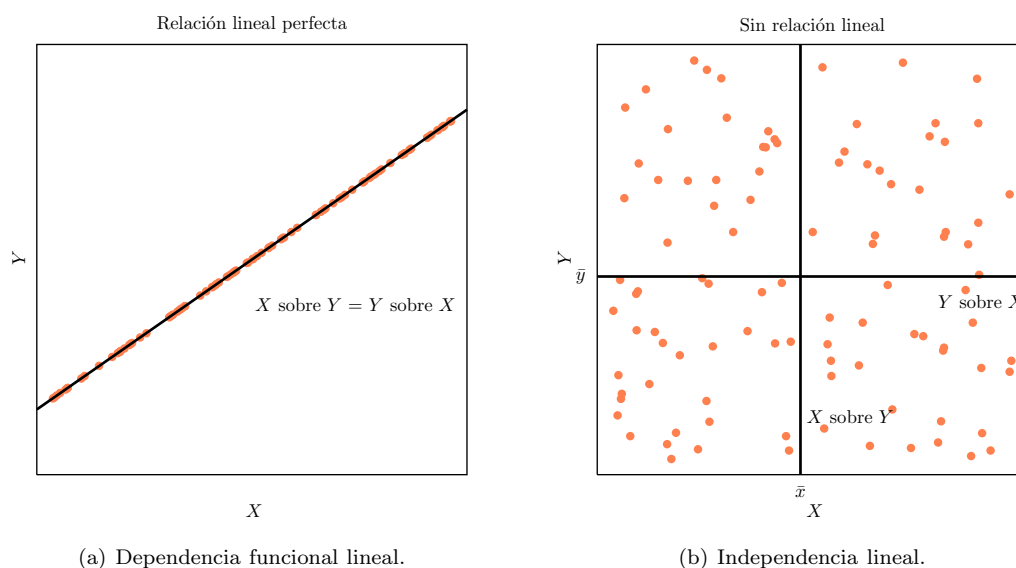 Relación lineal perfecta
Y
X sobre Y = Y sobre X
X
(a) Dependencia funcional lineal.
Sin relación lineal
Y
ȳ
Y sobre X
X sobre Y
x̄
X
(b) Independencia lineal.